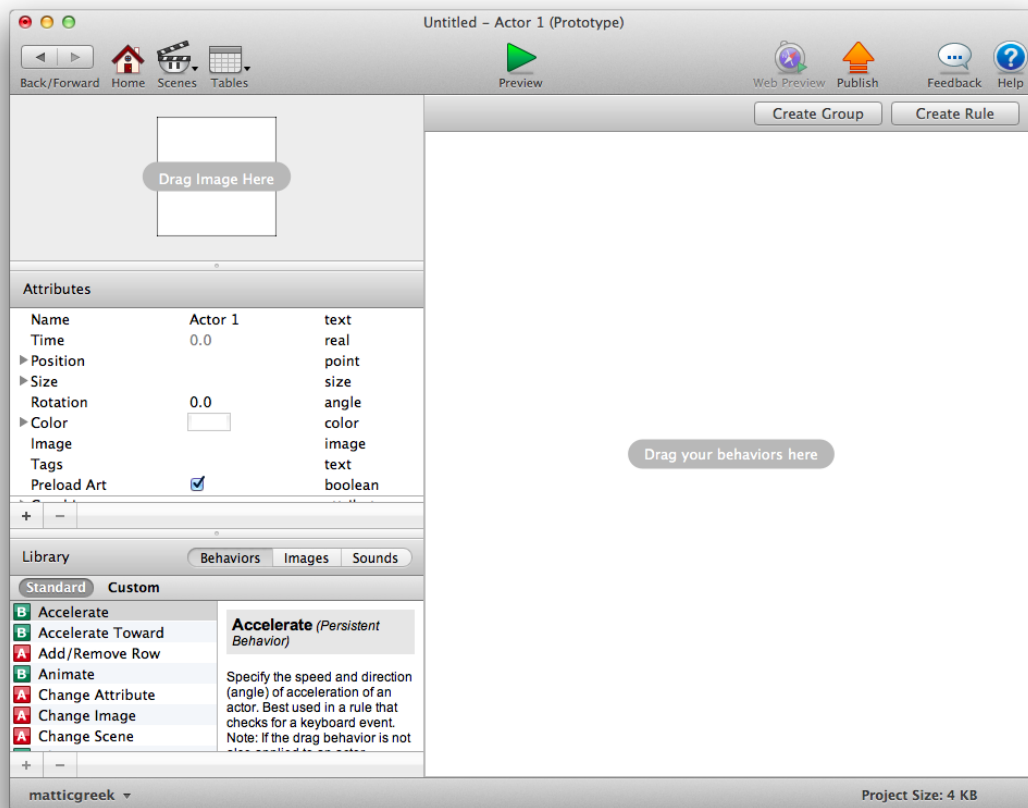 Untitled – Actor 1 (Prototype)
Back/Forward Home Scenes Tables Preview Web Preview Publish Feedback Help
Create Group Create Rule
Drag Image Here
Attributes
Name Actor 1 text
Time 0.0 real
Position point
Size size
Rotation 0.0 angle
Color color
Image image
Tags text
Preload Art boolean
Drag your behaviors here
+ −
Library Behaviors Images Sounds
Standard Custom
B Accelerate
B Accelerate Toward
A Add/Remove Row
B Animate
A Change Attribute
A Change Image
A Change Scene
Accelerate (Persistent
Behavior)
Specify the speed and direction
(angle) of acceleration of an
actor. Best used in a rule that
checks for a keyboard event.
Note: If the drag behavior is not
+ −
matticgreek Project Size: 4 KB